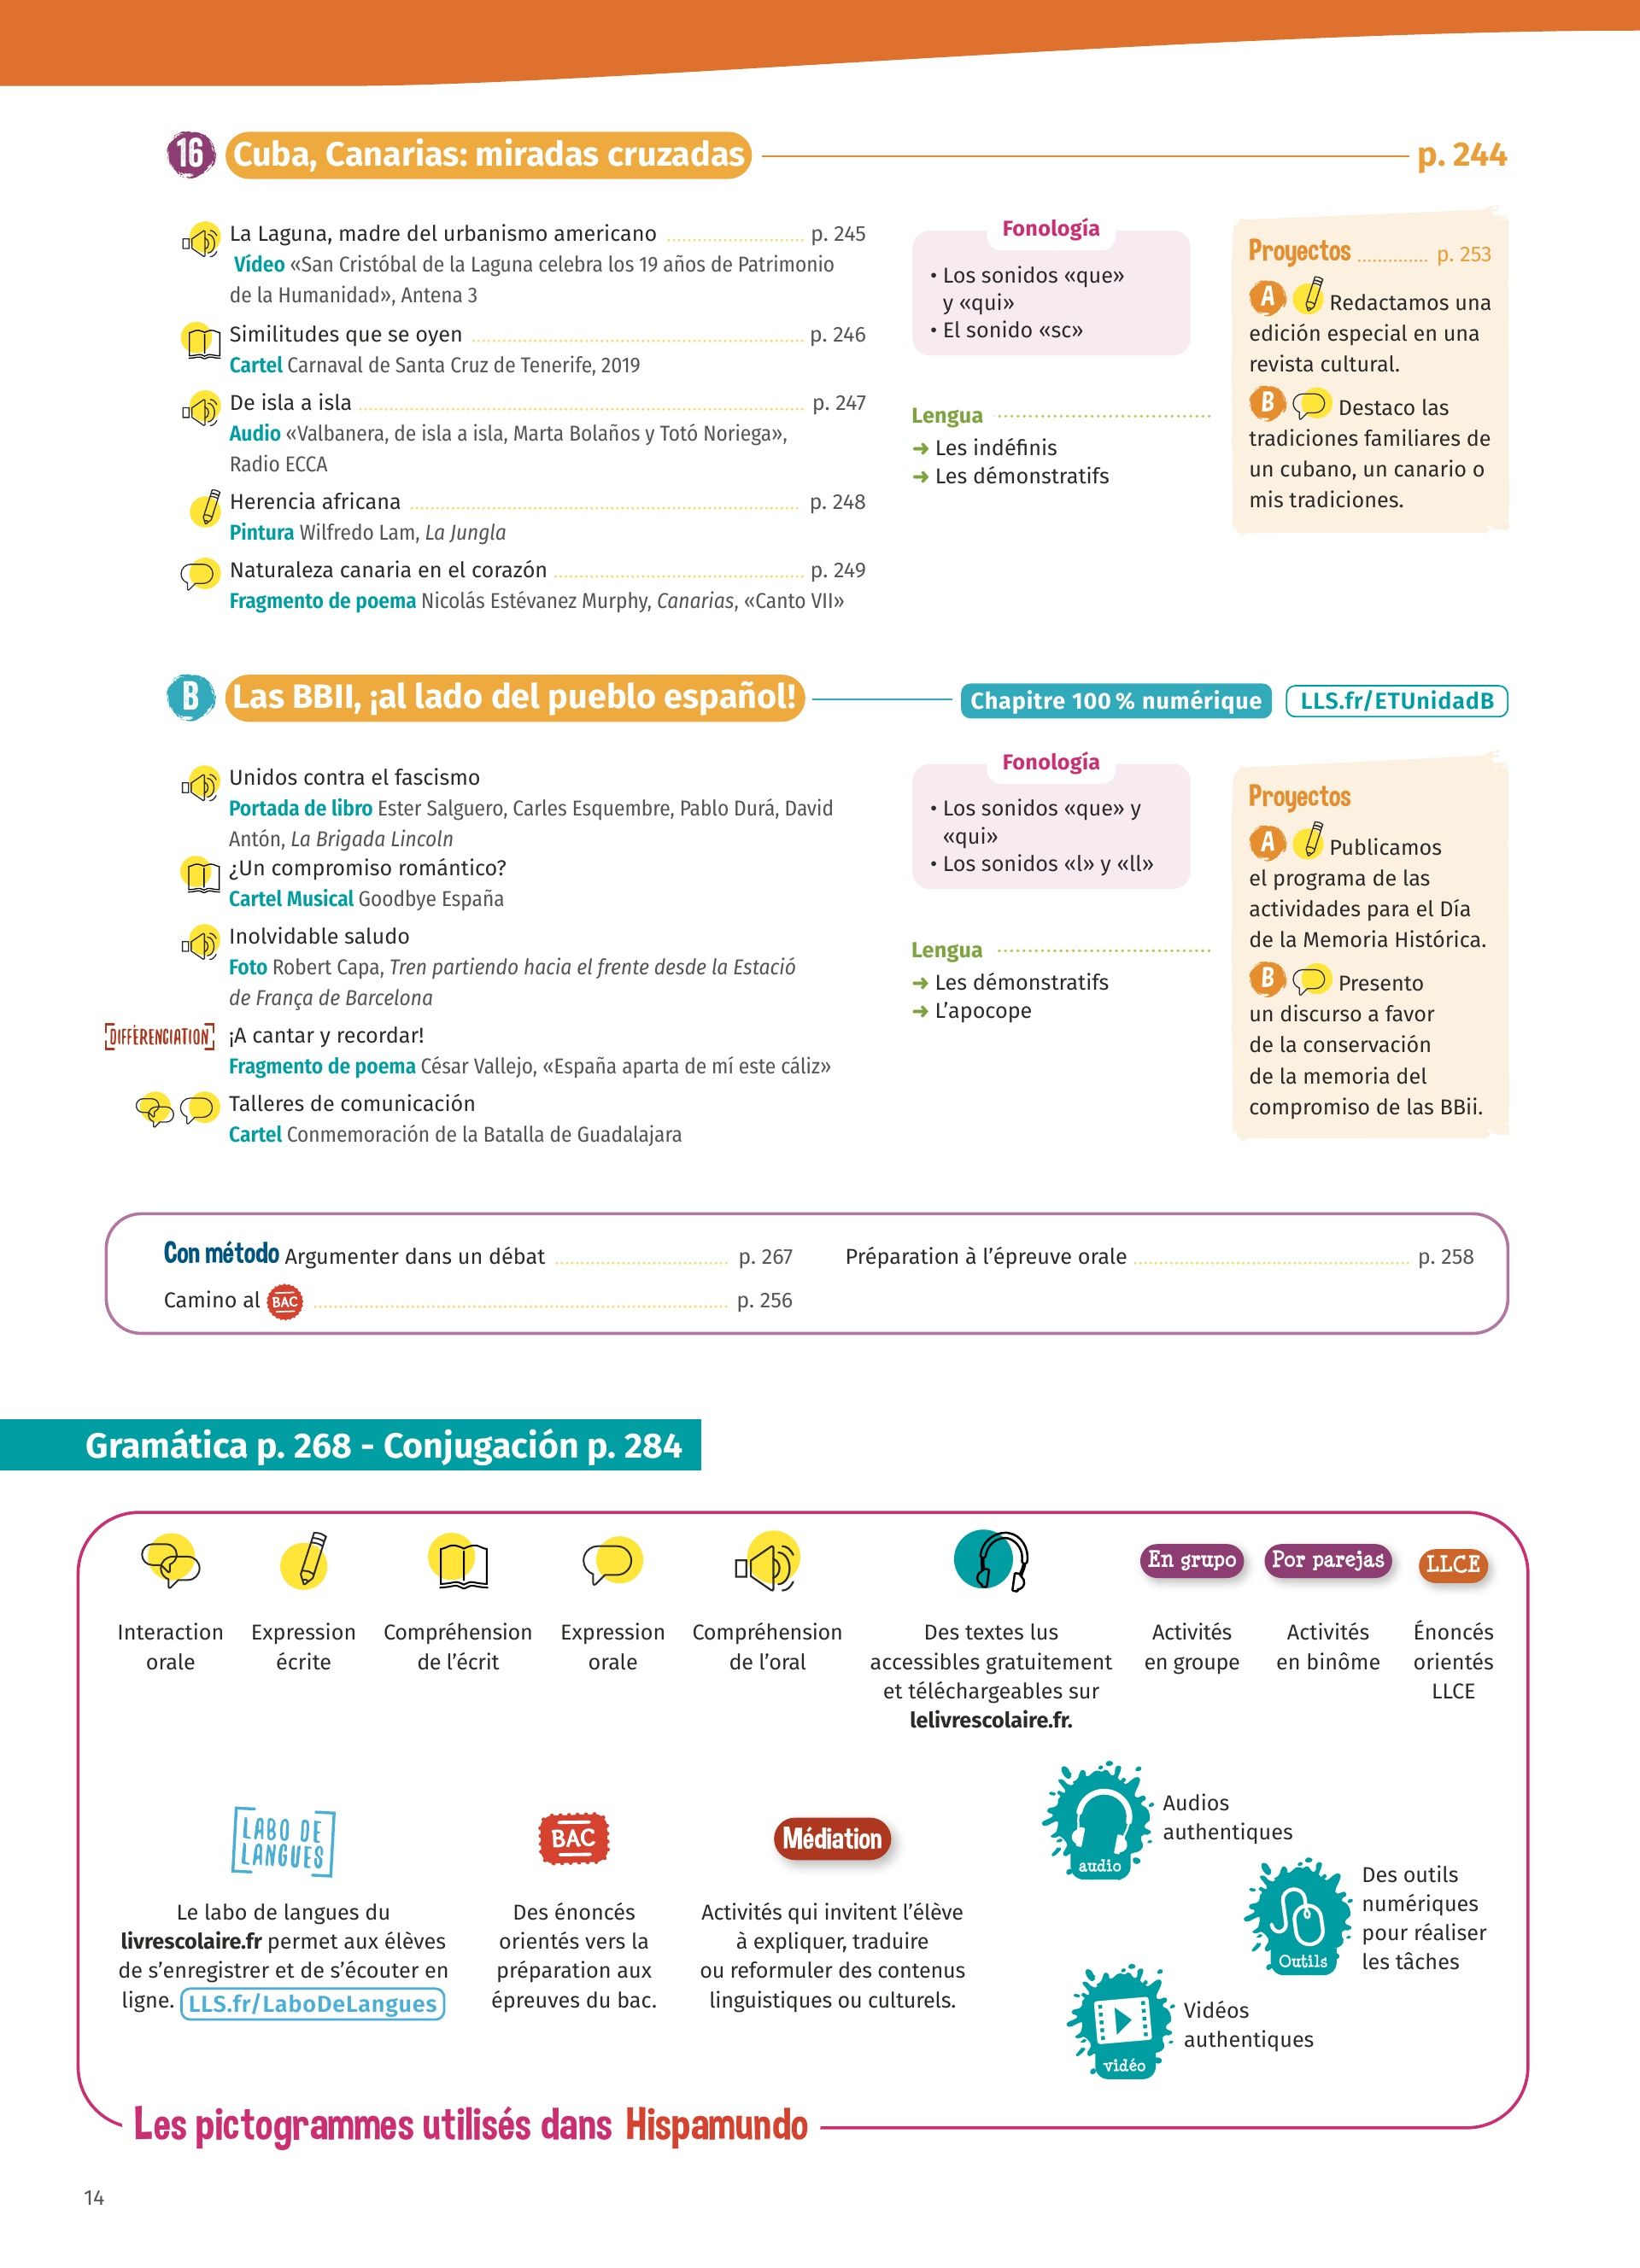 16 Cuba, Canarias: miradas cruzadas p. 244
La Laguna, madre del urbanismo americano p. 245
Vídeo «San Cristóbal de la Laguna celebra los 19 años de Patrimonio
de la Humanidad», Antena 3
Similitudes que se oyen p. 246
Cartel Carnaval de Santa Cruz de Tenerife, 2019
De isla a isla p. 247
Audio «Valbanera, de isla a isla, Marta Bolaños y Totó Noriega»,
Radio ECCA
Herencia africana p. 248
Pintura Wilfredo Lam, La Jungla
Naturaleza canaria en el corazón p. 249
Fragmento de poema Nicolás Estévanez Murphy, Canarias, «Canto VII»
Fonología
• Los sonidos «que»
y «qui»
• El sonido «sc»
Lengua
➜ Les indéfinis
➜ Les démonstratifs
Proyectos p. 253
A Redactamos una
edición especial en una
revista cultural.
B Destaco las
tradiciones familiares de
un cubano, un canario o
mis tradiciones.
B Las BBII, ¡al lado del pueblo español! Chapitre 100 % numérique LLS.fr/ETUnidadB
Unidos contra el fascismo
Portada de libro Ester Salguero, Carles Esquembre, Pablo Durá, David
Antón, La Brigada Lincoln
¿Un compromiso romántico?
Cartel Musical Goodbye España
Inolvidable saludo
Foto Robert Capa, Tren partiendo hacia el frente desde la Estació
de França de Barcelona
DIFFÉRENCIATION ¡A cantar y recordar!
Fragmento de poema César Vallejo, «España aparta de mí este cáliz»
Talleres de comunicación
Cartel Conmemoración de la Batalla de Guadalajara
Fonología
• Los sonidos «que» y
«qui»
• Los sonidos «l» y «ll»
Lengua
➜ Les démonstratifs
➜ L'apocope
Proyectos
A Publicamos
el programa de las
actividades para el Día
de la Memoria Histórica.
B Presento
un discurso a favor
de la conservación
de la memoria del
compromiso de las BBii.
Con método Argumenter dans un débat p. 267
Préparation à l'épreuve orale p. 258
Camino al BAC p. 256
Gramática p. 268 - Conjugación p. 284
Interaction
orale
Expression
écrite
Compréhension
de l'écrit
Expression
orale
Compréhension
de l'oral
Des textes lus
accessibles gratuitement
et téléchargeables sur
lelivrescolaire.fr.
En grupo
Activités
en groupe
Por parejas
Activités
en binôme
LLCE
Énoncés
orientés
LLCE
LABO DE
LANGUES
Le labo de langues du
livrescolaire.fr permet aux élèves
de s'enregistrer et de s'écouter en
ligne. LLS.fr/LaboDeLangues
BAC
Des énoncés
orientés vers la
préparation aux
épreuves du bac.
Médiation
Activités qui invitent l'élève
à expliquer, traduire
ou reformuler des contenus
linguistiques ou culturels.
audio
Audios
authentiques
Outils
Des outils
numériques
pour réaliser
les tâches
vidéo
Vidéos
authentiques
Les pictogrammes utilisés dans Hispamundo
14